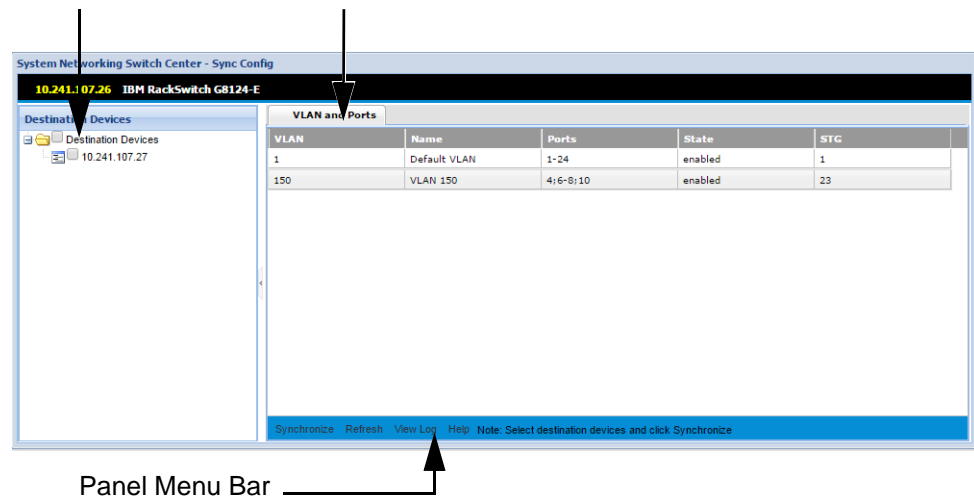 System Networking Switch Center - Sync Config
10.241.107.26 IBM RackSwitch G8124-E
Destination Devices
Destination Devices
10.241.107.27
VLAN and Ports
VLAN Name Ports State STG
1 Default VLAN 1-24 enabled 1
150 VLAN 150 4;6-8;10 enabled 23
Synchronize Refresh View Log Help Note: Select destination devices and click Synchronize
Panel Menu Bar